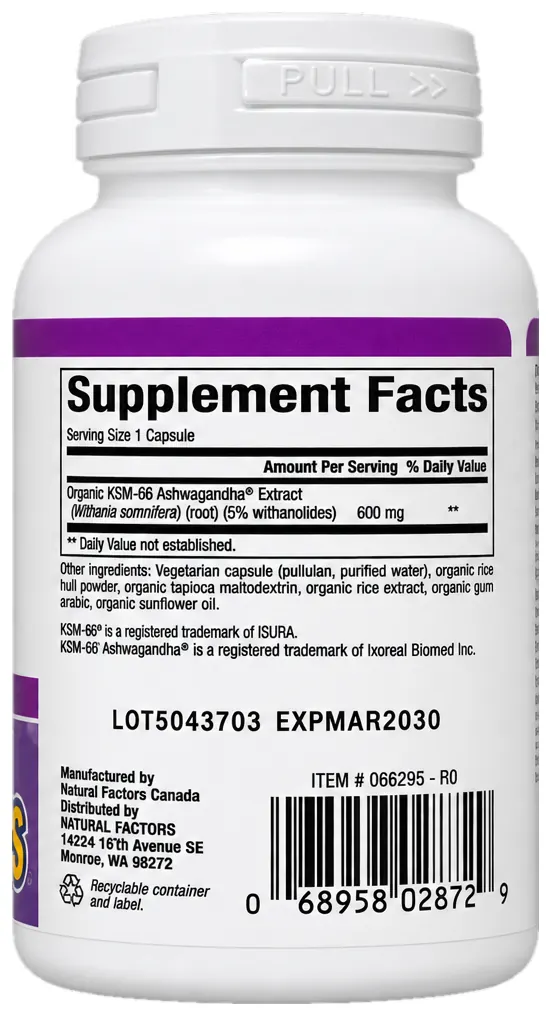 PULL >>
Supplement Facts
Serving Size 1 Capsule
Amount Per Serving % Daily Value
Organic KSM-66 Ashwagandha® Extract
(Withania somnifera) (root) (5% withanolides) 600 mg **
** Daily Value not established.
Other ingredients: Vegetarian capsule (pullulan, purified water), organic rice
hull powder, organic tapioca maltodextrin, organic rice extract, organic gum
arabic, organic sunflower oil.
KSM-66® is a registered trademark of ISURA.
KSM-66® Ashwagandha® is a registered trademark of Ixoreal Biomed Inc.
LOT5043703 EXPMAR2030
Manufactured by
Natural Factors Canada
Distributed by
NATURAL FACTORS
14224 16th Avenue SE
Monroe, WA 98272
Recyclable container
and label.
ITEM # 066295 - R0
0 68958 02872 9